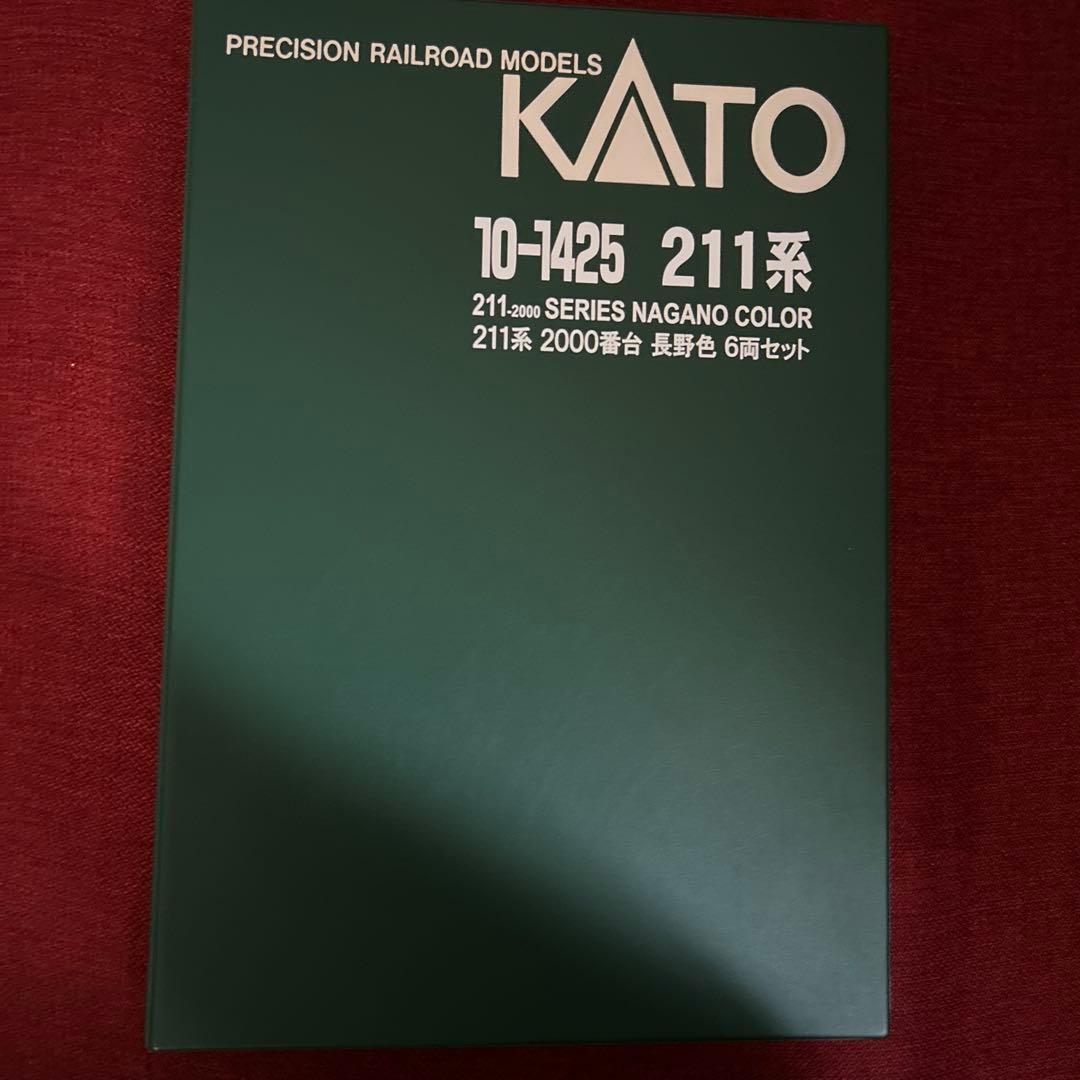 PRECISION RAILROAD MODELS
KATO
10-1425 211系
211-2000 SERIES NAGANO COLOR
211系 2000番台 長野色 6両セット